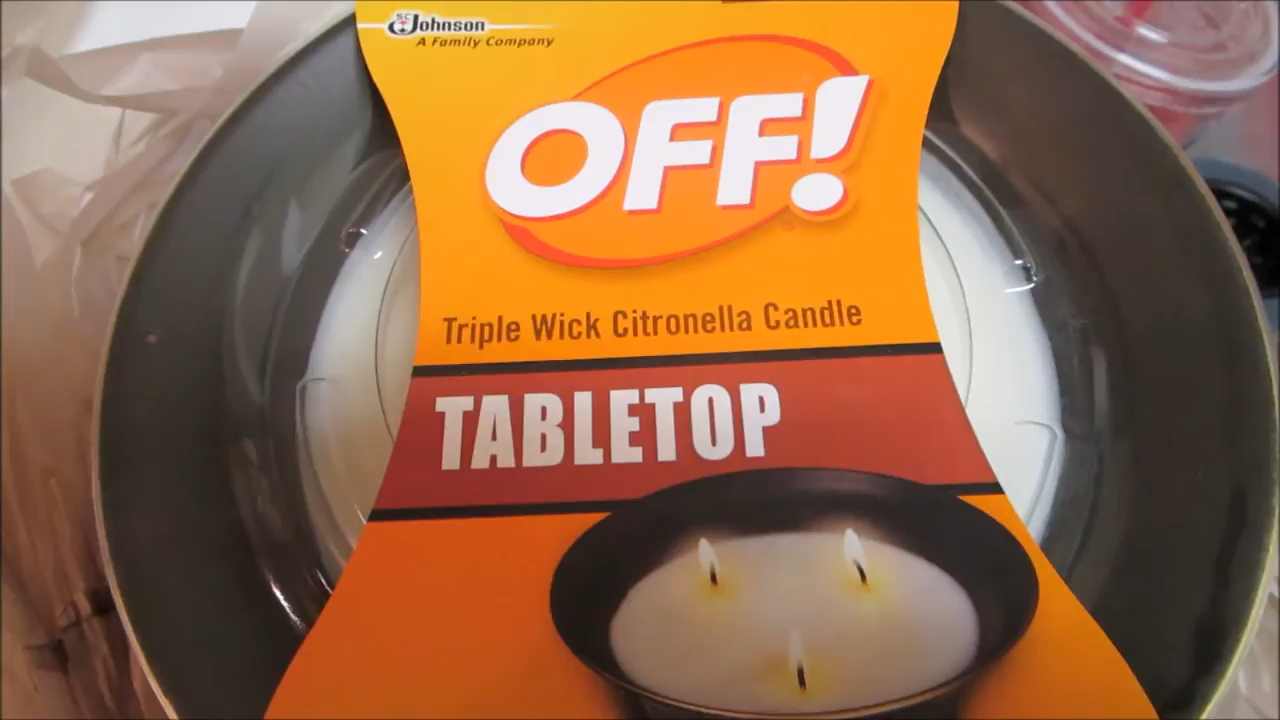 SC Johnson
A Family Company
OFF!
®
Triple Wick Citronella Candle
TABLETOP